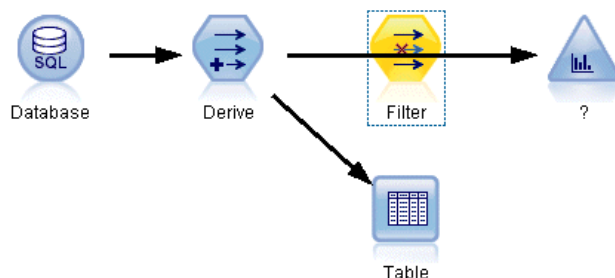 SQL
Database
Derive
Filter
?
Table